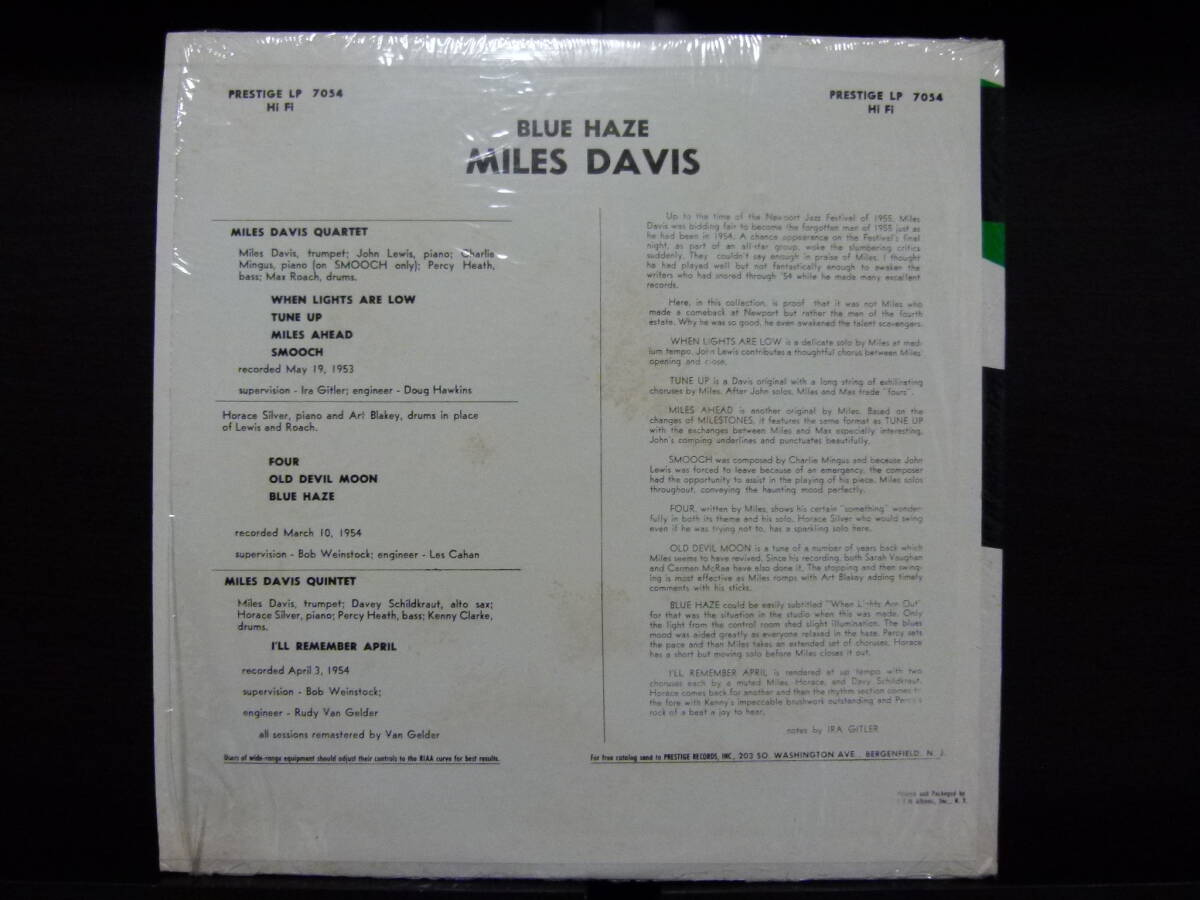 PRESTIGE LP 7054
Hi Fi
PRESTIGE LP 7054
Hi Fi
BLUE HAZE
MILES DAVIS
MILES DAVIS QUARTET
Miles Davis, trumpet; John Lewis, piano; Charlie
Mingus, piano (on SMOOCH only); Percy Heath,
bass; Max Roach, drums.
WHEN LIGHTS ARE LOW
TUNE UP
MILES AHEAD
SMOOCH
recorded May 19, 1953
supervision - Ira Gitler; engineer - Doug Hawkins
Horace Silver, piano and Art Blakey, drums in place
of Lewis and Roach.
FOUR
OLD DEVIL MOON
BLUE HAZE
recorded March 10, 1954
supervision - Bob Weinstock; engineer - Les Cahan
MILES DAVIS QUINTET
Miles Davis, trumpet; Davey Schildkraut, alto sax;
Horace Silver, piano; Percy Heath, bass; Kenny Clarke,
drums.
I'LL REMEMBER APRIL
recorded April 3, 1954
supervision - Bob Weinstock;
engineer - Rudy Van Gelder
all sessions remastered by Van Gelder
Users of wide-range equipment should adjust their controls to the RIAA curve for best results.
Up to the time of the Newport Jazz Festival of 1955, Miles
Davis was bidding fair to become the forgotten man of 1955 just as
he had been in 1954. A chance appearance on the Festival's final
night, as part of an all-star group, woke the slumbering critics
suddenly. They couldn't say enough in praise of Miles. I thought
he had played well but not fantastically enough to awaken the
writers who had snored through '54 while he made many excellent
records.
Here, in this collection, is proof that it was not Miles who
made a comeback at Newport but rather the men of the fourth
estate. Why he was so good, he even awakened the talent scavengers.
WHEN LIGHTS ARE LOW is a delicate solo by Miles at med-
ium tempo. John Lewis contributes a thoughtful chorus between Miles'
opening and close.
TUNE UP is a Davis original with a long string of exhilirating
choruses by Miles. After John solos, Miles and Max trade "fours".
MILES AHEAD is another original by Miles. Based on the
changes of MILESTONES, it features the same format as TUNE UP
with the exchanges between Miles and Max especially interesting.
John's comping underlines and punctuates beautifully.
SMOOCH was composed by Charlie Mingus and because John
Lewis was forced to leave because of an emergency, the composer
had the opportunity to assist in the playing of his piece. Miles solos
throughout, conveying the haunting mood perfectly.
FOUR, written by Miles, shows his certain "something" wonder-
fully in both its theme and his solo. Horace Silver who would swing
even if he was trying not to, has a sparkling solo here.
OLD DEVIL MOON is a tune of a number of years back which
Miles seems to have revived. Since his recording, both Sarah Vaughan
and Carmen McRae have also done it. The stopping and then swing-
ing is most effective as Miles romps with Art Blakey adding timely
comments with his sticks.
BLUE HAZE could be easily subtitled "When Lights Are Out"
for that was the situation in the studio when this was made. Only
the light from the control room shed slight illumination. The blues
mood was aided greatly as everyone relaxed in the haze. Percy sets
the pace and than Miles takes an extended set of choruses. Horace
has a short but moving solo before Miles closes it out.
I'LL REMEMBER APRIL is rendered at up tempo with two
choruses each by a muted Miles, Horace, and Davy Schildkraut.
Horace comes back for another and than the rhythm section comes to
the fore with Kenny's impeccable brushwork outstanding and Percy's
rock of a beat a joy to hear.
notes by IRA GITLER
For free catalog send to PRESTIGE RECORDS, INC., 203 SO. WASHINGTON AVE., BERGENFIELD, N. J.
and Packaged by
Inc., N. Y.